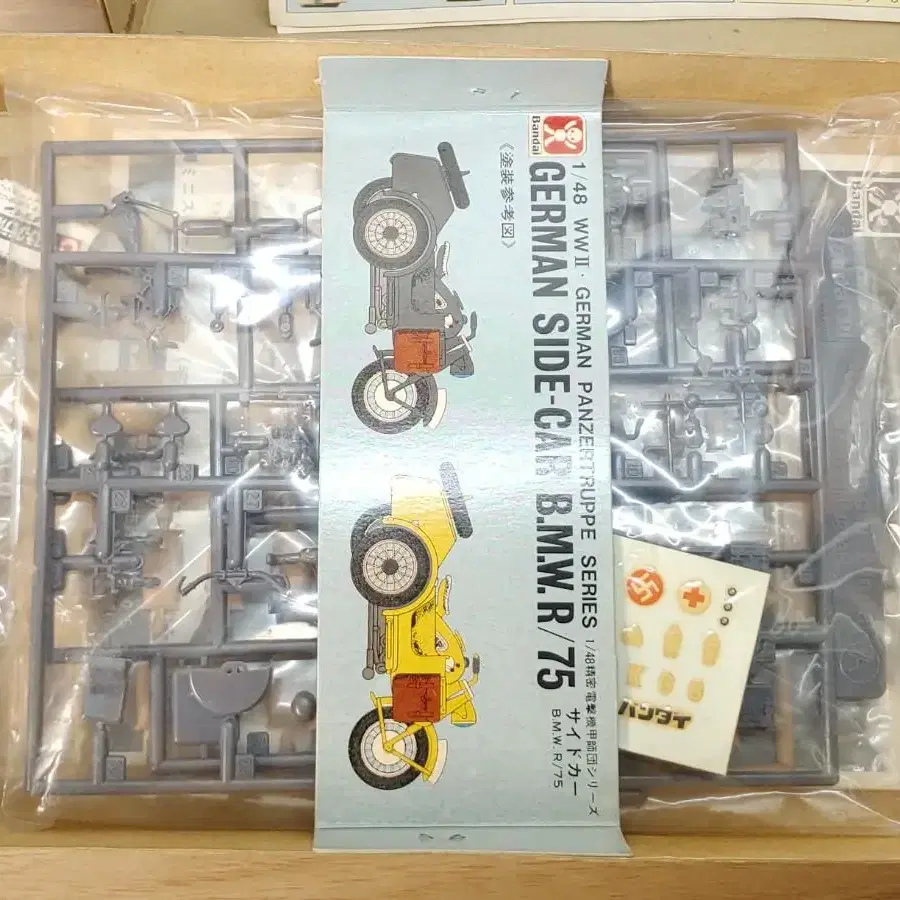 Bandai
1/48 WWⅡ・GERMAN PANZERTRUPPE SERIES 1/48精密電撃機甲師団シリーズ
GERMAN SIDE-CAR B.M.W. R/75 サイドカー
B.M.W. R/75
《塗装参考図》
バンダイ
Bandai
ミニ